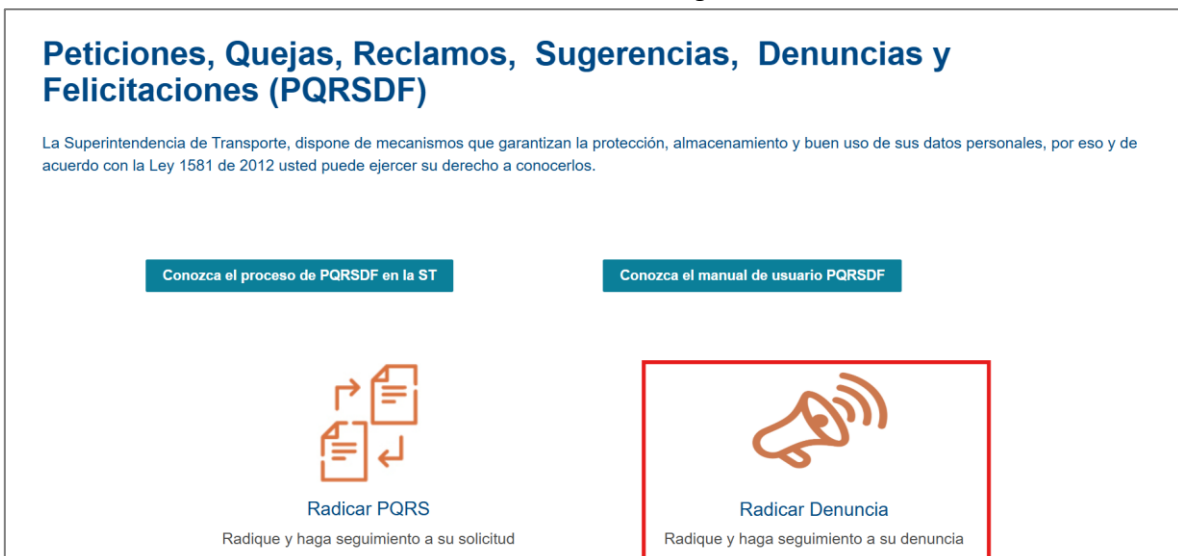 Peticiones, Quejas, Reclamos, Sugerencias, Denuncias y
Felicitaciones (PQRSDF)
La Superintendencia de Transporte, dispone de mecanismos que garantizan la protección, almacenamiento y buen uso de sus datos personales, por eso y de
acuerdo con la Ley 1581 de 2012 usted puede ejercer su derecho a conocerlos.
Conozca el proceso de PQRSDF en la ST
Conozca el manual de usuario PQRSDF
Radicar PQRS
Radique y haga seguimiento a su solicitud
Radicar Denuncia
Radique y haga seguimiento a su denuncia